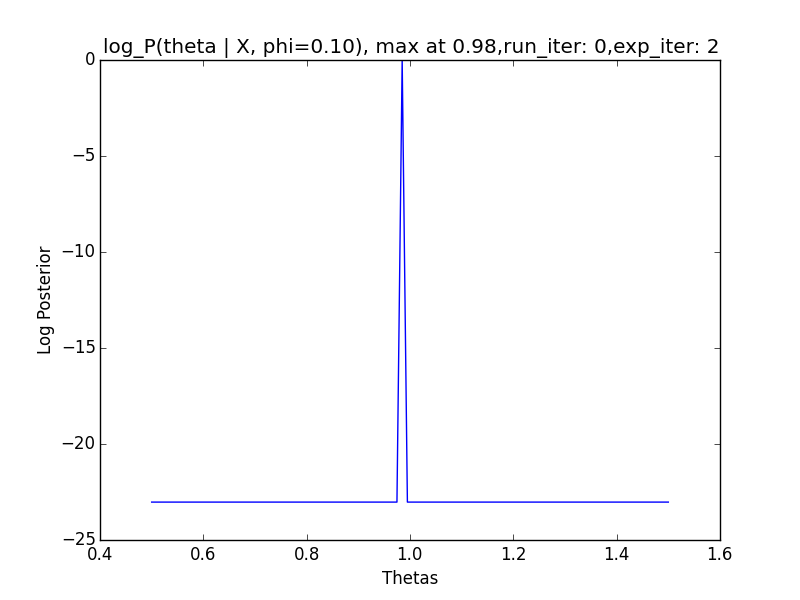 log_P(theta | X, phi=0.10), max at 0.98,run_iter: 0,exp_iter: 2
0
−5
−10
−15
−20
−25
Log Posterior
0.4 0.6 0.8 1.0 1.2 1.4 1.6
Thetas